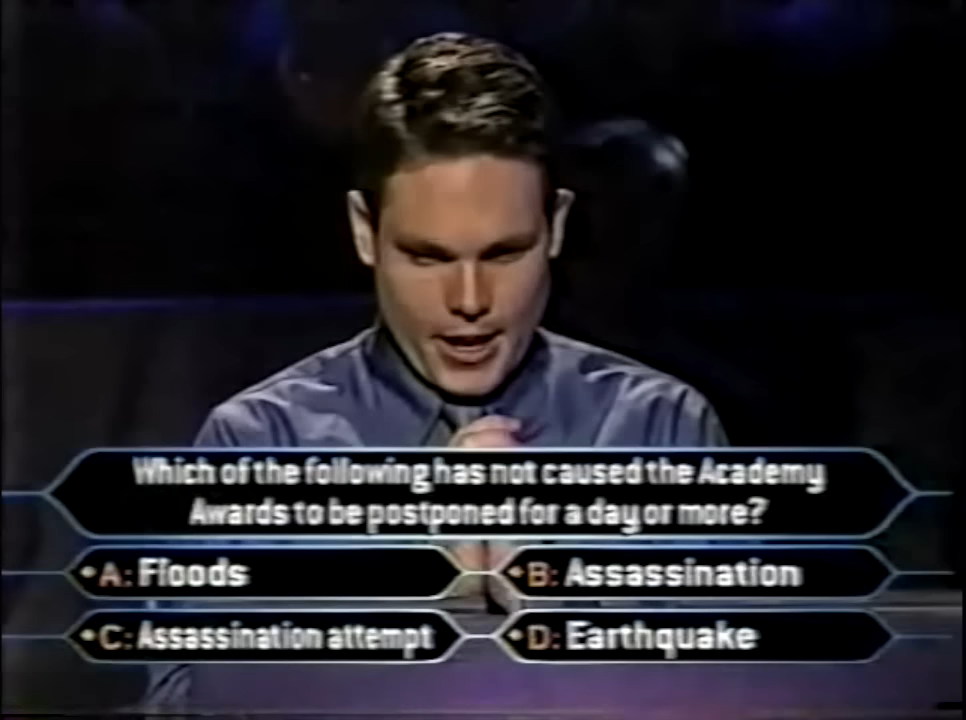 Which of the following has not caused the Academy
Awards to be postponed for a day or more?
A: Floods
B: Assassination
C: Assassination attempt
D: Earthquake